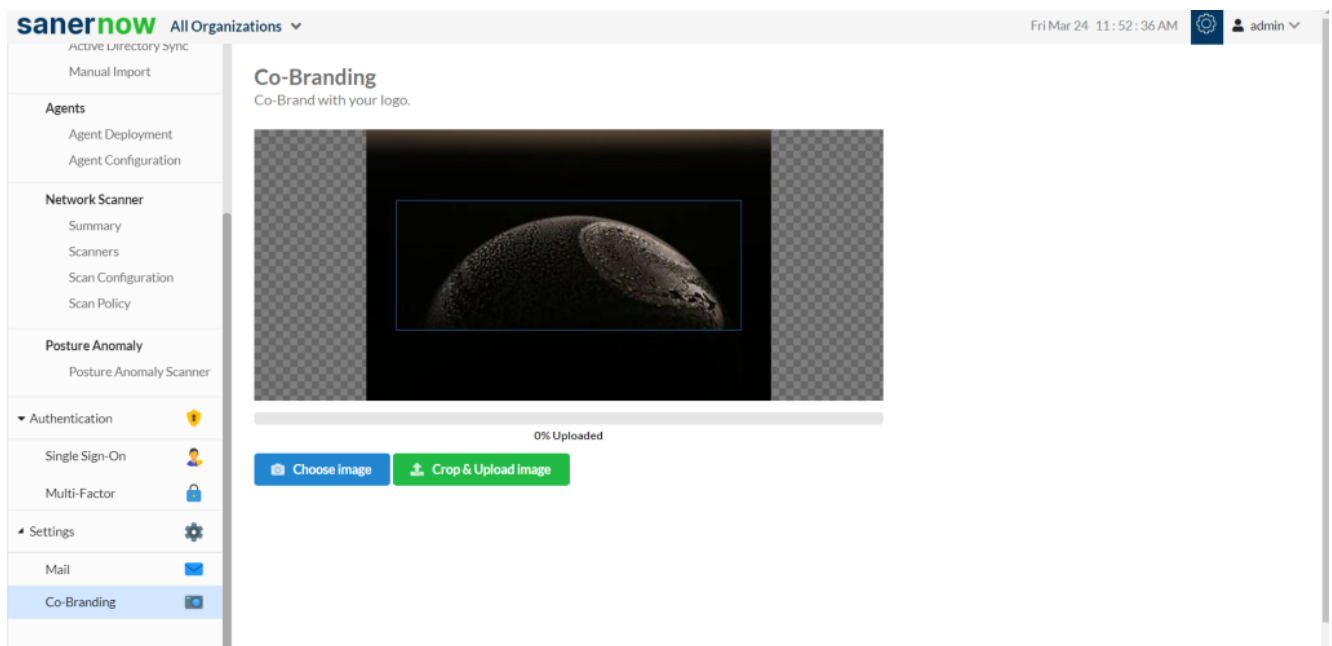 sanernow All Organizations
Fri Mar 24 11:52:36 AM admin
Active Directory Sync
Manual Import
Agents
Agent Deployment
Agent Configuration
Network Scanner
Summary
Scanners
Scan Configuration
Scan Policy
Posture Anomaly
Posture Anomaly Scanner
Authentication
Single Sign-On
Multi-Factor
Settings
Mail
Co-Branding
Co-Branding
Co-Brand with your logo.
0% Uploaded
Choose image
Crop & Upload image